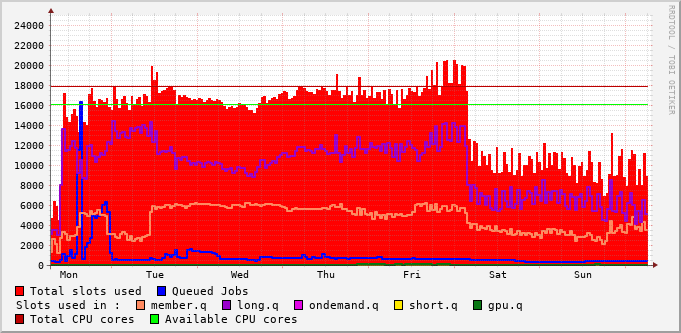 24000
22000
20000
18000
16000
14000
12000
10000
8000
6000
4000
2000
0
Mon Tue Wed Thu Fri Sat Sun
RRDTOOL / TOBI OETIKER
Total slots used Queued Jobs
Slots used in : member.q long.q ondemand.q short.q gpu.q
Total CPU cores Available CPU cores